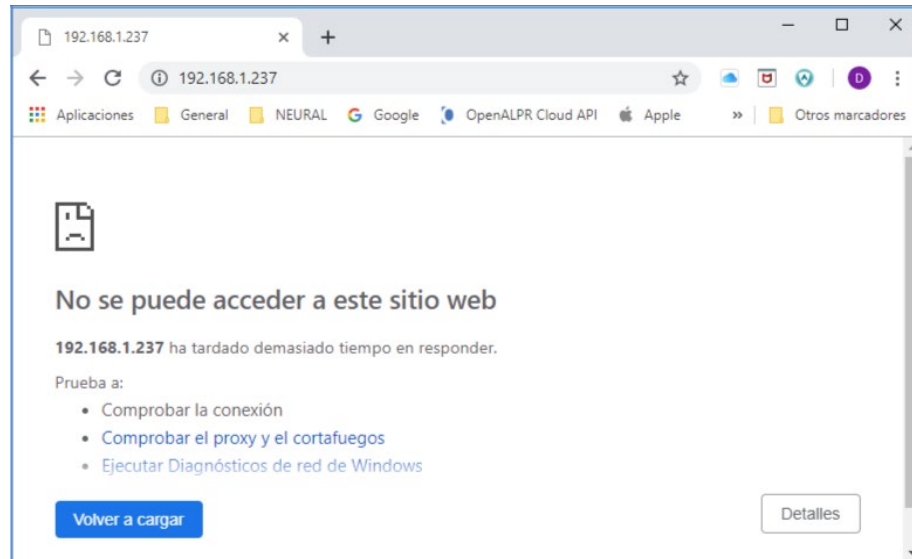 192.168.1.237
192.168.1.237
D
Aplicaciones General NEURAL G Google OpenALPR Cloud API Apple » Otros marcadores
No se puede acceder a este sitio web
192.168.1.237 ha tardado demasiado tiempo en responder.
Prueba a:
• Comprobar la conexión
• Comprobar el proxy y el cortafuegos
• Ejecutar Diagnósticos de red de Windows
Volver a cargar Detalles